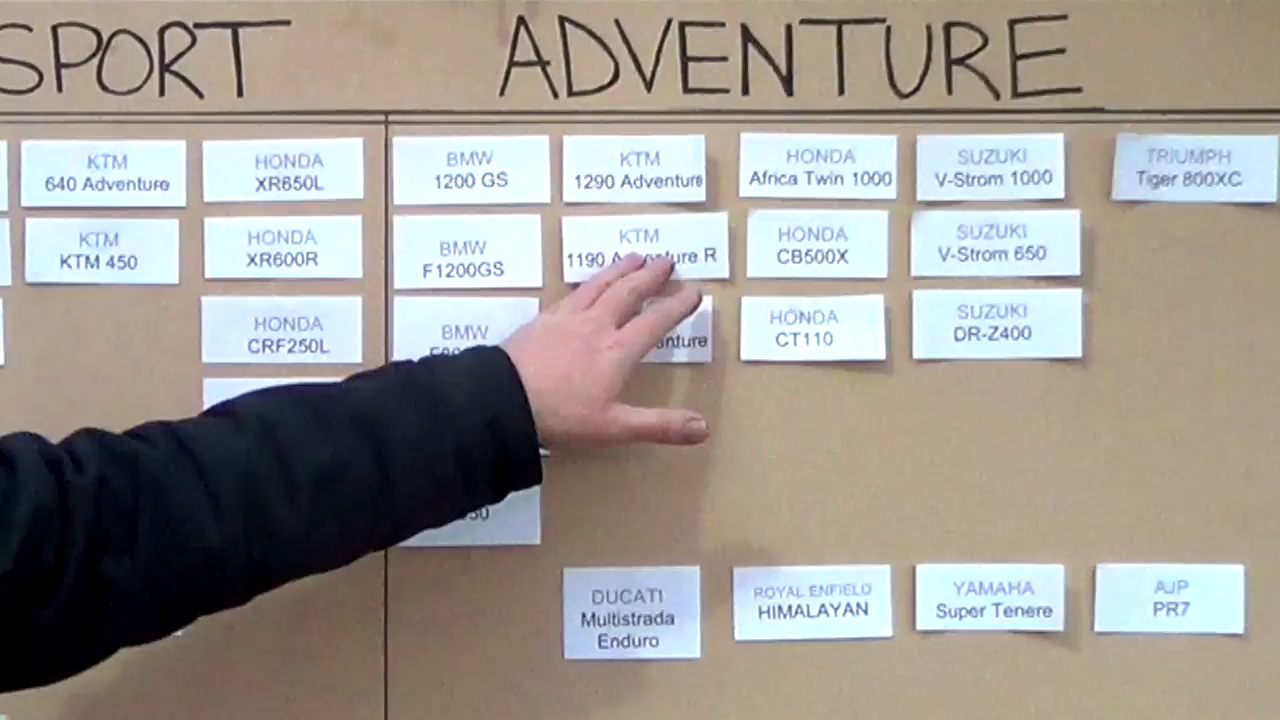 SPORT
ADVENTURE
KTM
640 Adventure
HONDA
XR650L
BMW
1200 GS
KTM
1290 Adventure
HONDA
Africa Twin 1000
SUZUKI
V-Strom 1000
TRIUMPH
Tiger 800XC
KTM
KTM 450
HONDA
XR600R
BMW
F1200GS
KTM
1190 Adventure R
HONDA
CB500X
SUZUKI
V-Strom 650
HONDA
CRF250L
BMW
HONDA
CT110
SUZUKI
DR-Z400
DUCATI
Multistrada
Enduro
ROYAL ENFIELD
HIMALAYAN
YAMAHA
Super Tenere
AJP
PR7